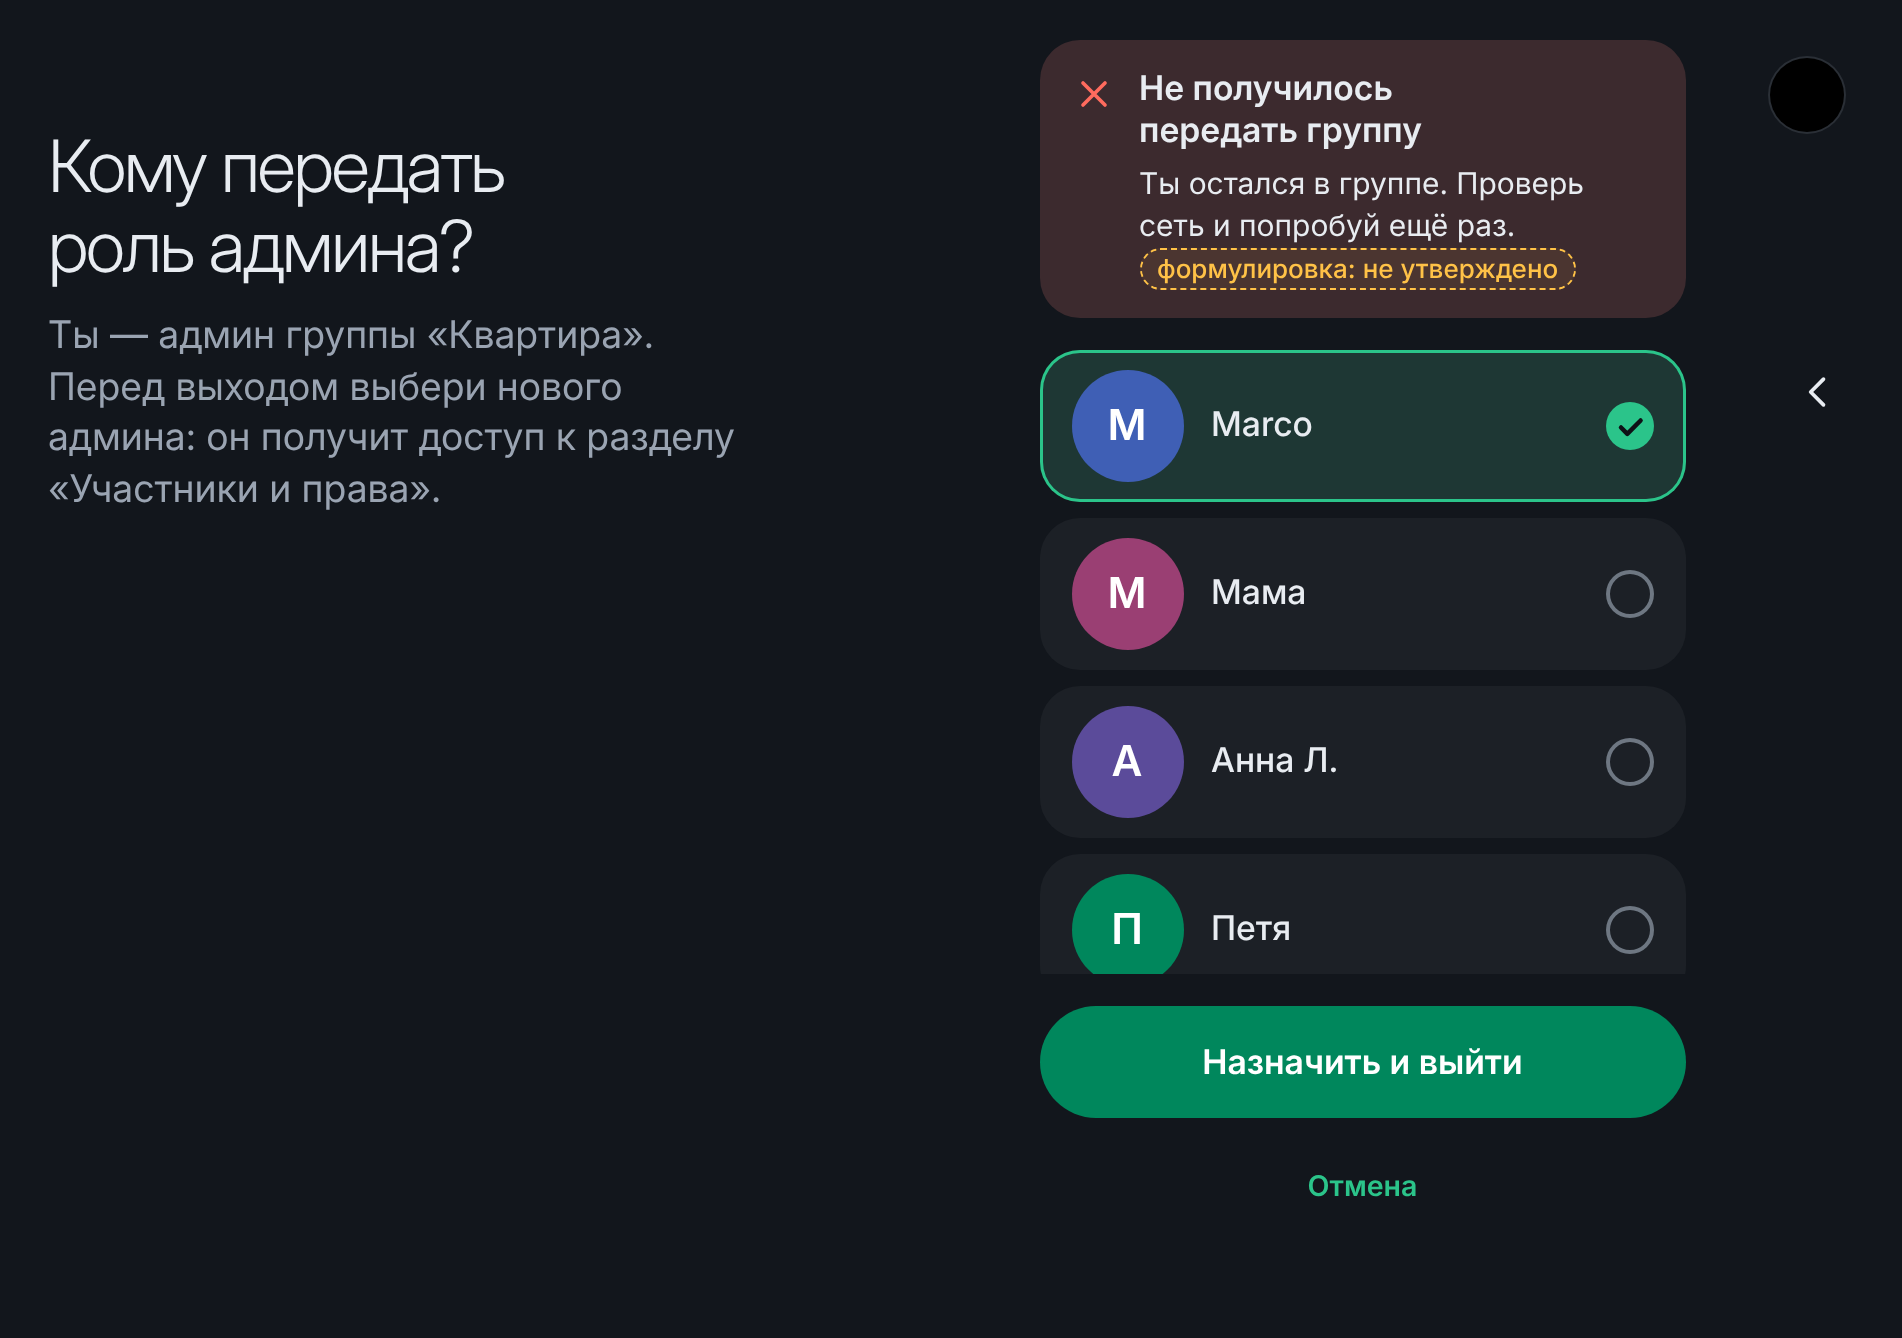 Кому передать
роль админа?
Ты — админ группы «Квартира».
Перед выходом выбери нового
админа: он получит доступ к разделу
«Участники и права».
Не получилось
передать группу
Ты остался в группе. Проверь
сеть и попробуй ещё раз.
формулировка: не утверждено
M
Marco
М
Мама
А
Анна Л.
П
Петя
Назначить и выйти
Отмена